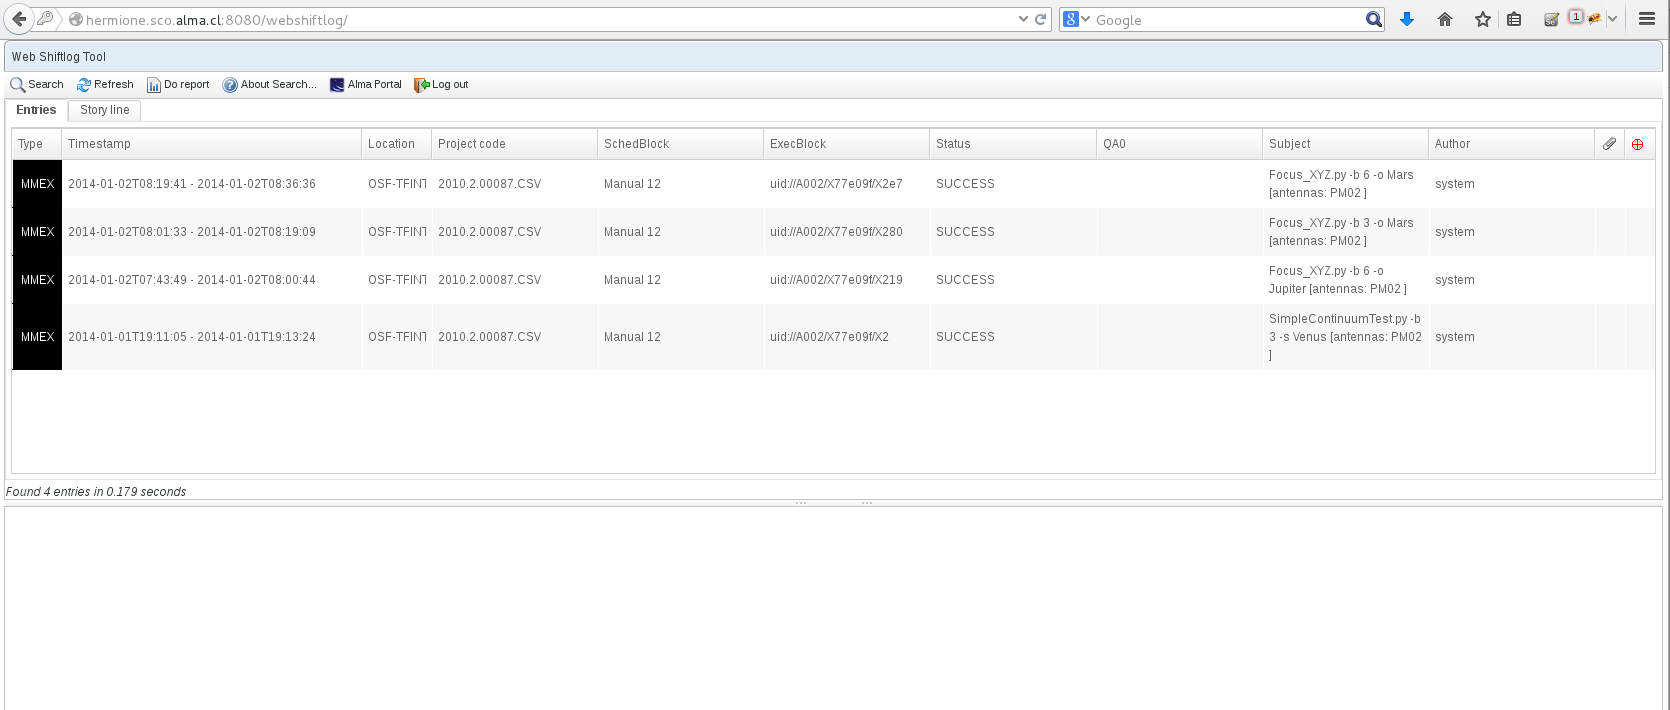 hermione.sco.alma.cl:8080/webshiftlog/
8 Google
1
Web Shiftlog Tool
Search Refresh Do report About Search... Alma Portal Log out
Entries Story line
Type Timestamp Location Project code SchedBlock ExecBlock Status QA0 Subject Author
MMEX 2014-01-02T08:19:41 - 2014-01-02T08:36:36 OSF-TFINT 2010.2.00087.CSV Manual 12 uid://A002/X77e09f/X2e7 SUCCESS Focus_XYZ.py -b 6 -o Mars system
[antennas: PM02 ]
MMEX 2014-01-02T08:01:33 - 2014-01-02T08:19:09 OSF-TFINT 2010.2.00087.CSV Manual 12 uid://A002/X77e09f/X280 SUCCESS Focus_XYZ.py -b 3 -o Mars system
[antennas: PM02 ]
MMEX 2014-01-02T07:43:49 - 2014-01-02T08:00:44 OSF-TFINT 2010.2.00087.CSV Manual 12 uid://A002/X77e09f/X219 SUCCESS Focus_XYZ.py -b 6 -o system
Jupiter [antennas: PM02 ]
MMEX 2014-01-01T19:11:05 - 2014-01-01T19:13:24 OSF-TFINT 2010.2.00087.CSV Manual 12 uid://A002/X77e09f/X2 SUCCESS SimpleContinuumTest.py -b system
3 -s Venus [antennas: PM02
]
Found 4 entries in 0.179 seconds